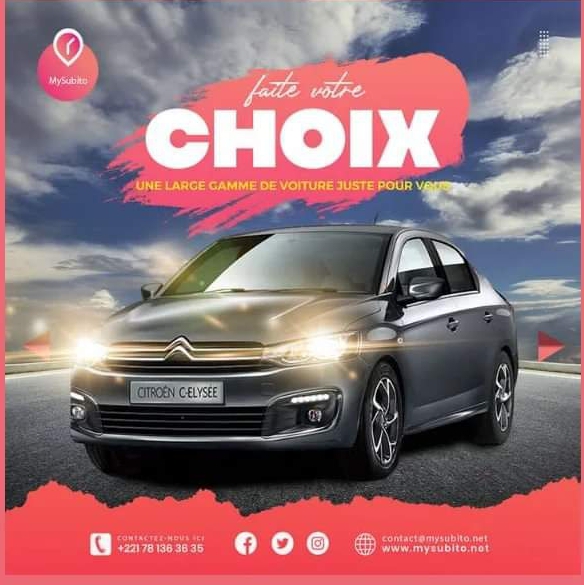 MySubito
faite votre
CHOIX
UNE LARGE GAMME DE VOITURE JUSTE POUR VOUS
CITROËN C-ELYSÉE
CONTACTEZ-NOUS ICI
+221 78 136 36 35
contact@mysubito.net
www.mysubito.net